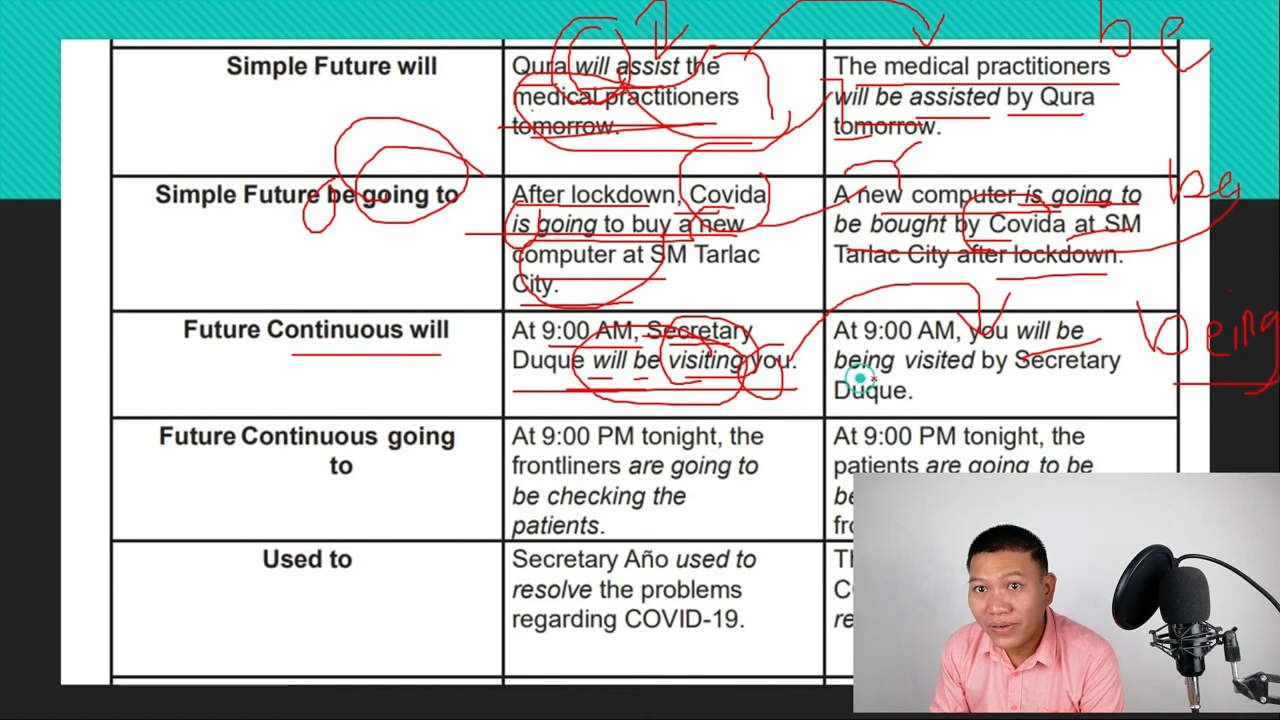 be
Simple Future will
Qura will assist the
medical practitioners
tomorrow.
The medical practitioners
will be assisted by Qura
tomorrow.
Simple Future be going to
After lockdown, Covida
is going to buy a new
computer at SM Tarlac
City.
A new computer is going to
be bought by Covida at SM
Tarlac City after lockdown.
be
Future Continuous will
At 9:00 AM, Secretary
Duque will be visiting you.
At 9:00 AM, you will be
being visited by Secretary
Duque.
being
Future Continuous going
to
At 9:00 PM tonight, the
frontliners are going to
be checking the
patients.
At 9:00 PM tonight, the
patients are going to be
Used to
Secretary Año used to
resolve the problems
regarding COVID-19.